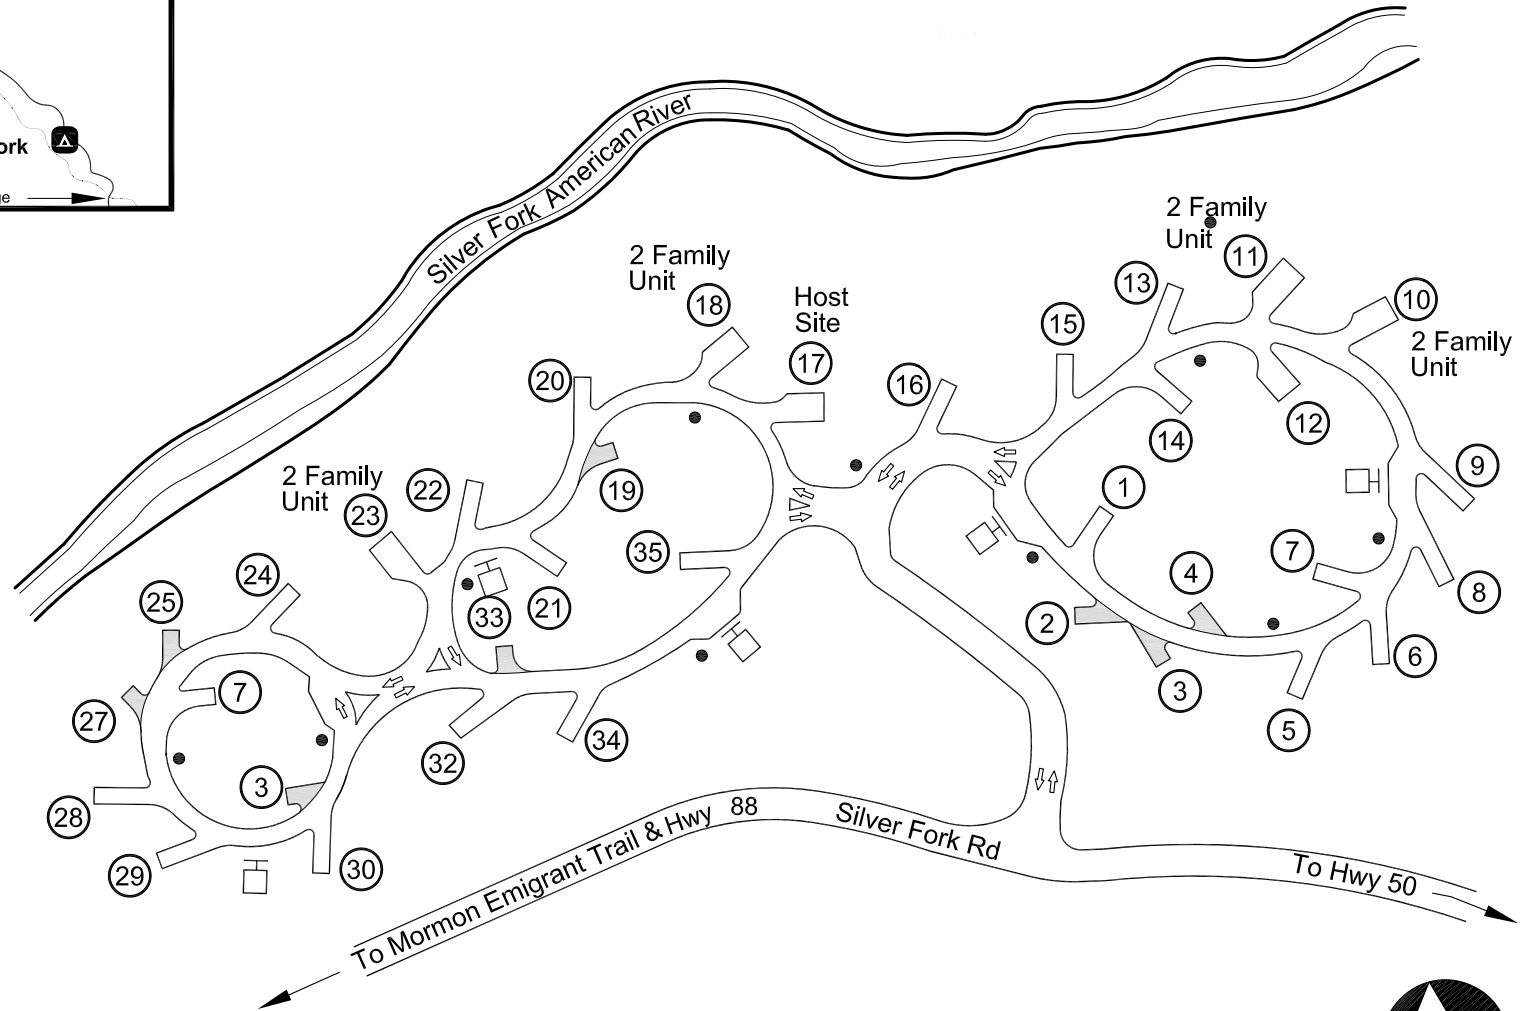 ork
ge
Silver Fork American River
2 Family
Unit
11
2 Family
Unit
18
Host
Site
17
13
10
2 Family
Unit
15
16
20
12
14
9
2 Family
Unit
23
22
19
1
35
7
4
8
24
25
33
21
2
6
3
5
7
27
32
34
3
28
29
30
To Mormon Emigrant Trail & Hwy 88
Silver Fork Rd
To Hwy 50